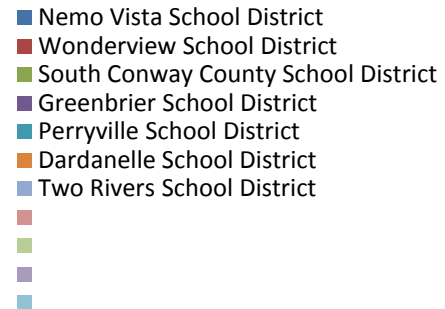 Nemo Vista School District
Wonderview School District
South Conway County School District
Greenbrier School District
Perryville School District
Dardanelle School District
Two Rivers School District